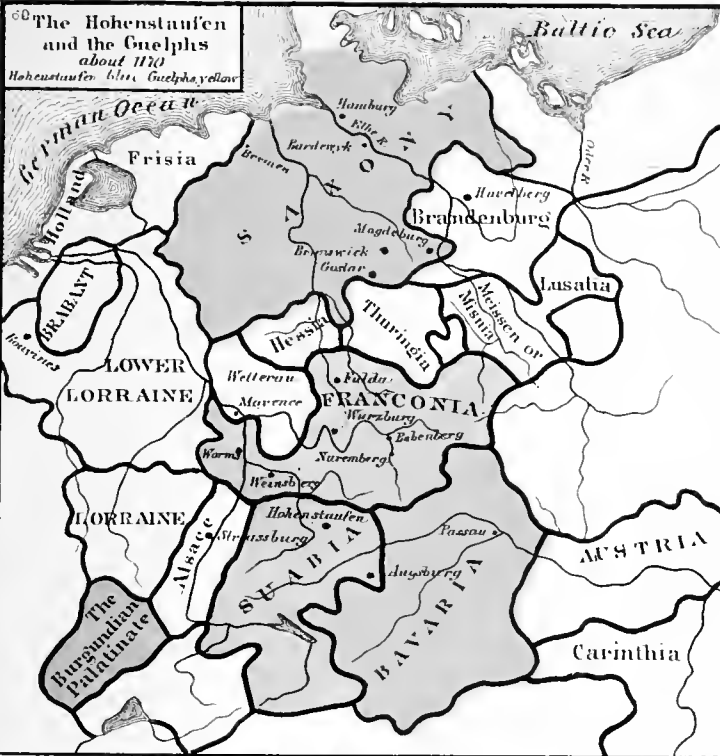 60
The Hohenstaufen
and the Guelphs
about 1170
Hohenstaufen blue Guelphs, yellow
Baltic Sea
German Ocean
Hamburg
Elbe R.
Bardewyk
Bremen
SAXONY
Frisia
Holland
Oder R.
Havelberg
Brandenburg
Magdeburg
Brunswick
Goslar
BRABANT
Bouvines
Lusatia
Meissen or
Misnia
Hessia
Thuringia
LOWER
LORRAINE
Wetterau
Mayence
Fulda
FRANCONIA
Wurzburg
Babenberg
Nuremberg
Worms
Weinsberg
LORRAINE
Alsace
Strassburg
Hohenstaufen
SUABIA
Augsburg
Passau
BAVARIA
AUSTRIA
Carinthia
The
Burgundian
Palatinate